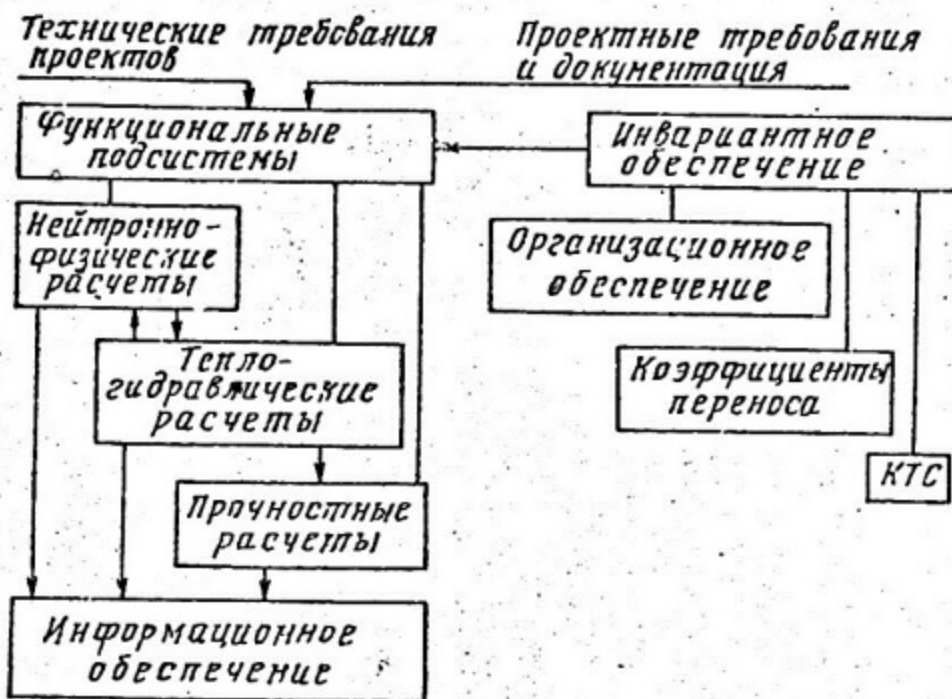 Технические требования
проектов
Проектные требования
и документация
Функциональные
подсистемы
Инвариантное
обеспечение
Нейтронно-
физические
расчеты
Организационное
обеспечение
Тепло-
гидравлические
расчеты
Коэффициенты
переноса
КТС
Прочностные
расчеты
Информационное
обеспечение